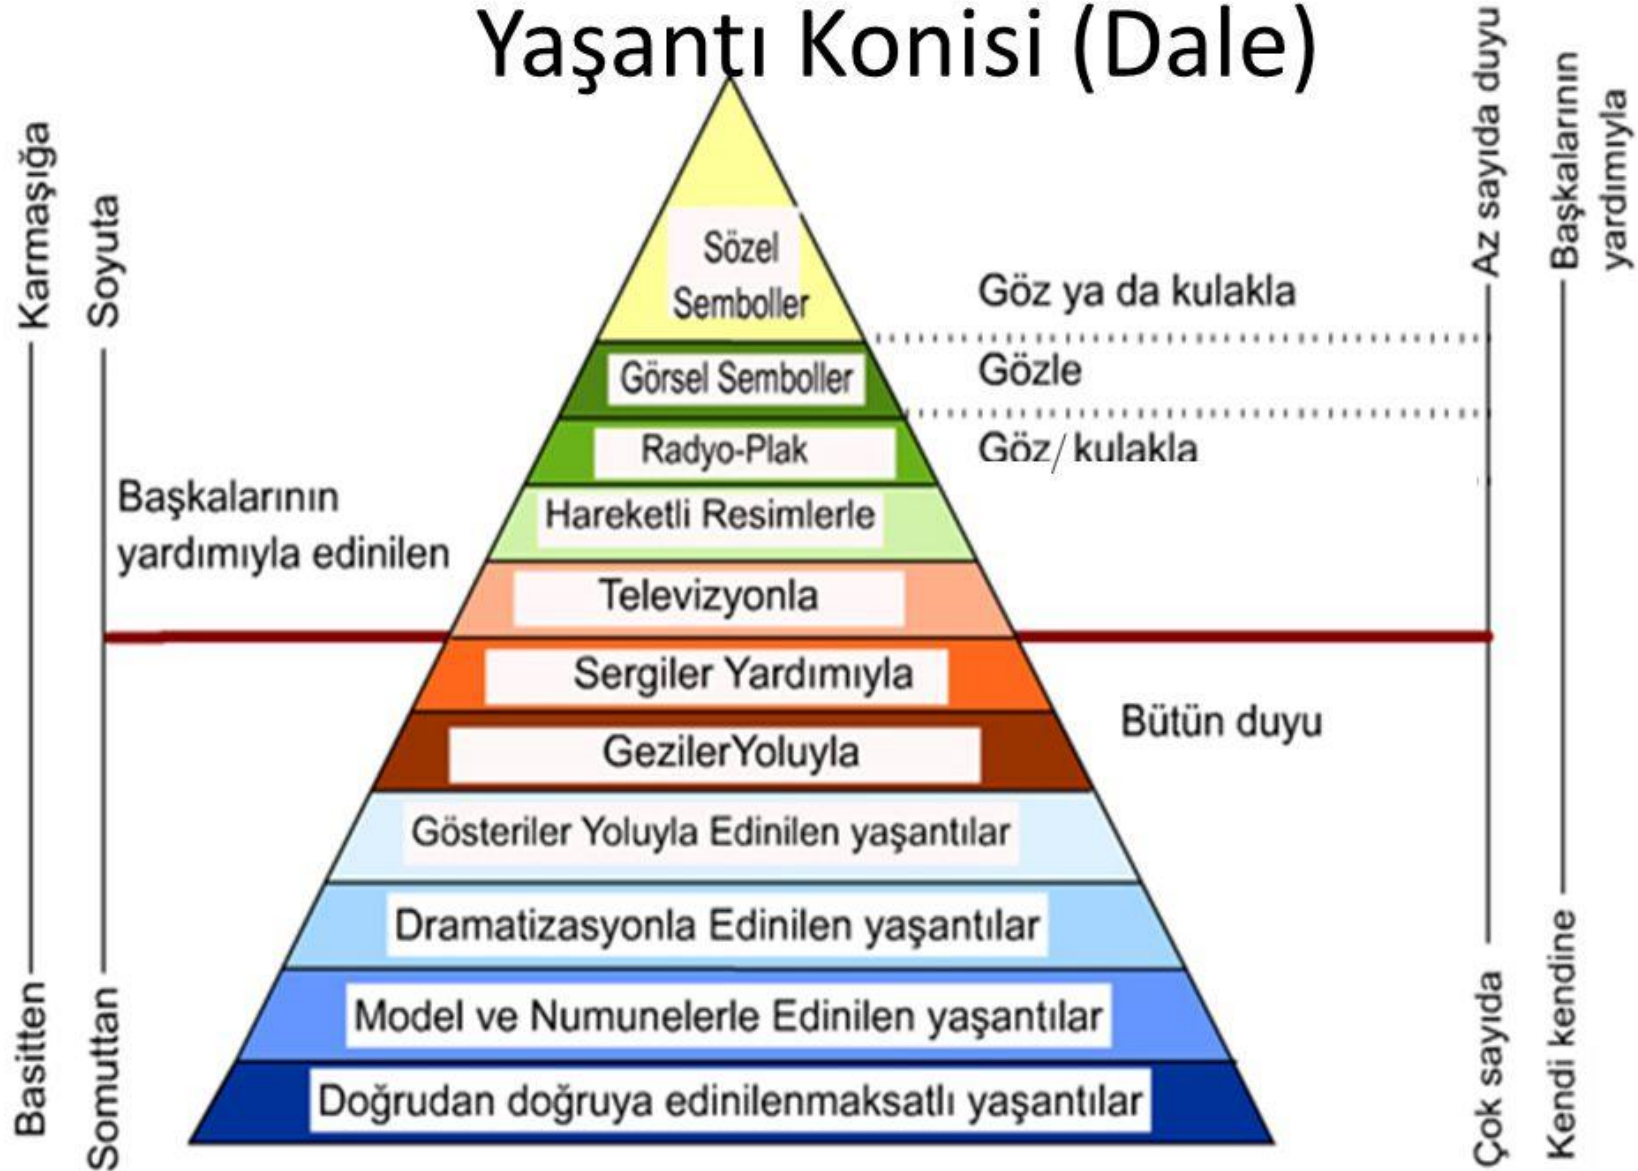 Yaşantı Konisi (Dale)
Karmaşığa
Basitten
Soyuta
Somuttan
Başkalarının
yardımıyla edinilen
Sözel
Semboller
Görsel Semboller
Radyo-Plak
Hareketli Resimlerle
Televizyonla
Sergiler Yardımıyla
GezilerYoluyla
Gösteriler Yoluyla Edinilen yaşantılar
Dramatizasyonla Edinilen yaşantılar
Model ve Numunelerle Edinilen yaşantılar
Doğrudan doğruya edinilenmaksatlı yaşantılar
Göz ya da kulakla
Gözle
Göz/kulakla
Bütün duyu
Az sayıda duyu
Çok sayıda
Başkalarının
yardımıyla
Kendi kendine